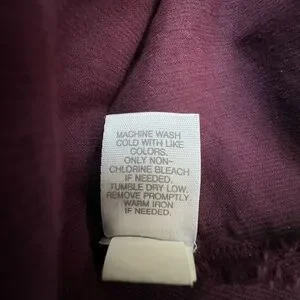 MACHINE WASH
COLD WITH LIKE
COLORS.
ONLY NON-
CHLORINE BLEACH
IF NEEDED.
TUMBLE DRY LOW.
REMOVE PROMPTLY.
WARM IRON
IF NEEDED.